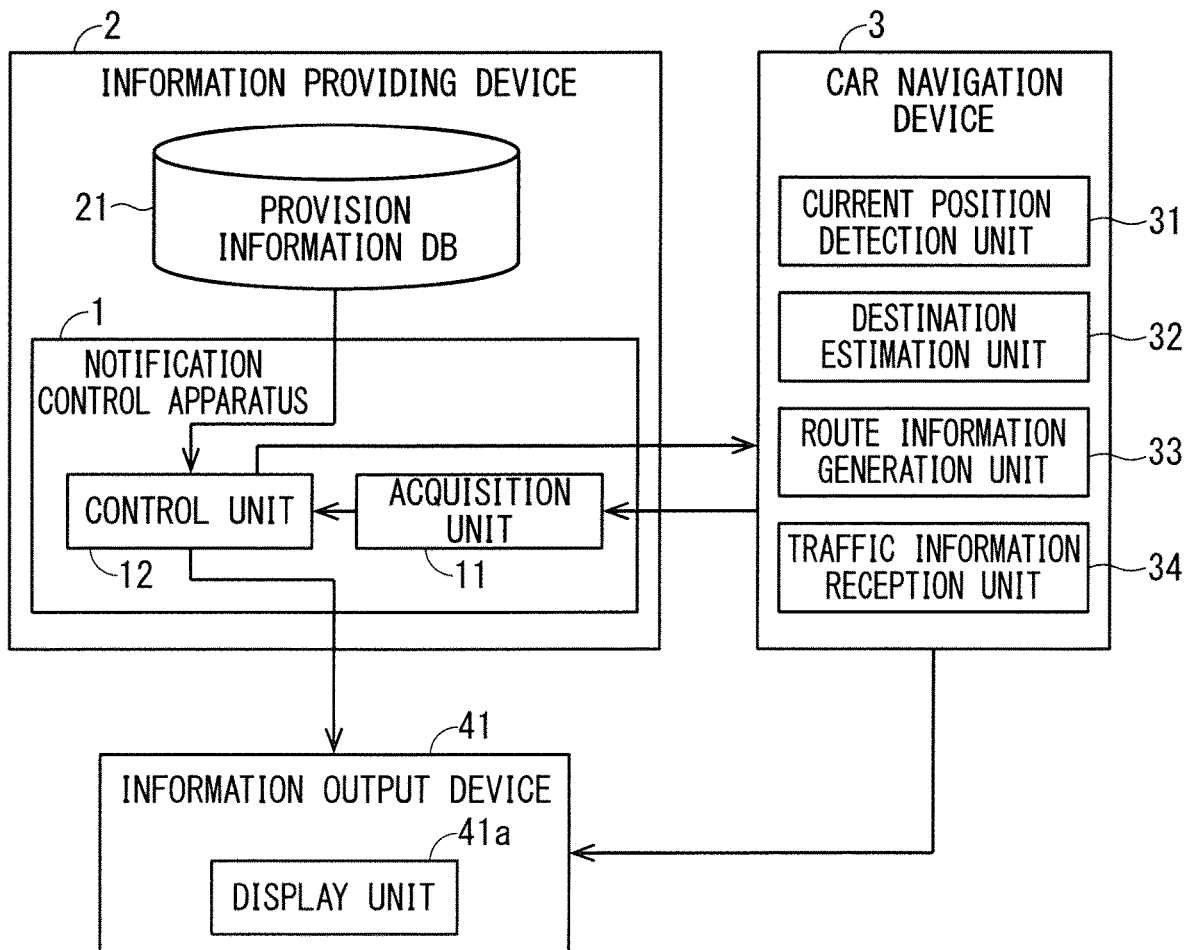 2
INFORMATION PROVIDING DEVICE
21
PROVISION
INFORMATION DB
1
NOTIFICATION
CONTROL APPARATUS
CONTROL UNIT
12
ACQUISITION
UNIT
11
3
CAR NAVIGATION
DEVICE
CURRENT POSITION
DETECTION UNIT
31
DESTINATION
ESTIMATION UNIT
32
ROUTE INFORMATION
GENERATION UNIT
33
TRAFFIC INFORMATION
RECEPTION UNIT
34
41
INFORMATION OUTPUT DEVICE
41a
DISPLAY UNIT